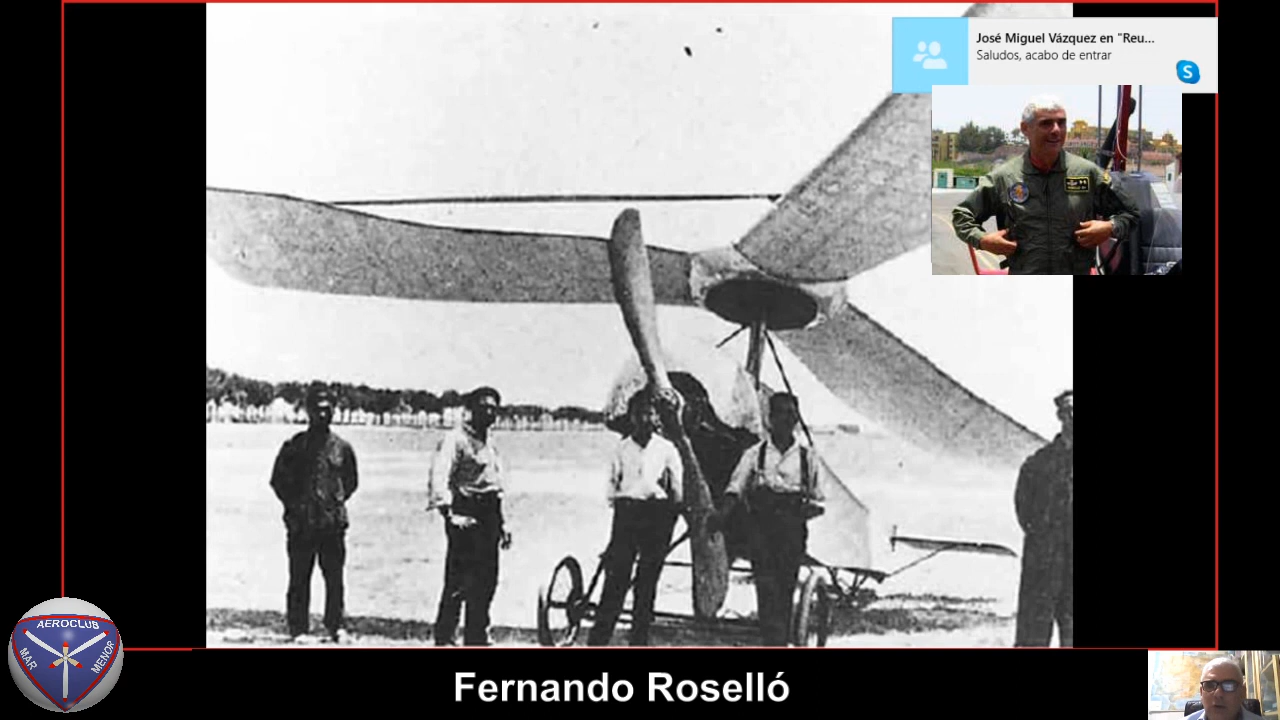 José Miguel Vázquez en "Reu...
Saludos, acabo de entrar
S
AEROCLUB
MAR MENOR
Fernando Roselló